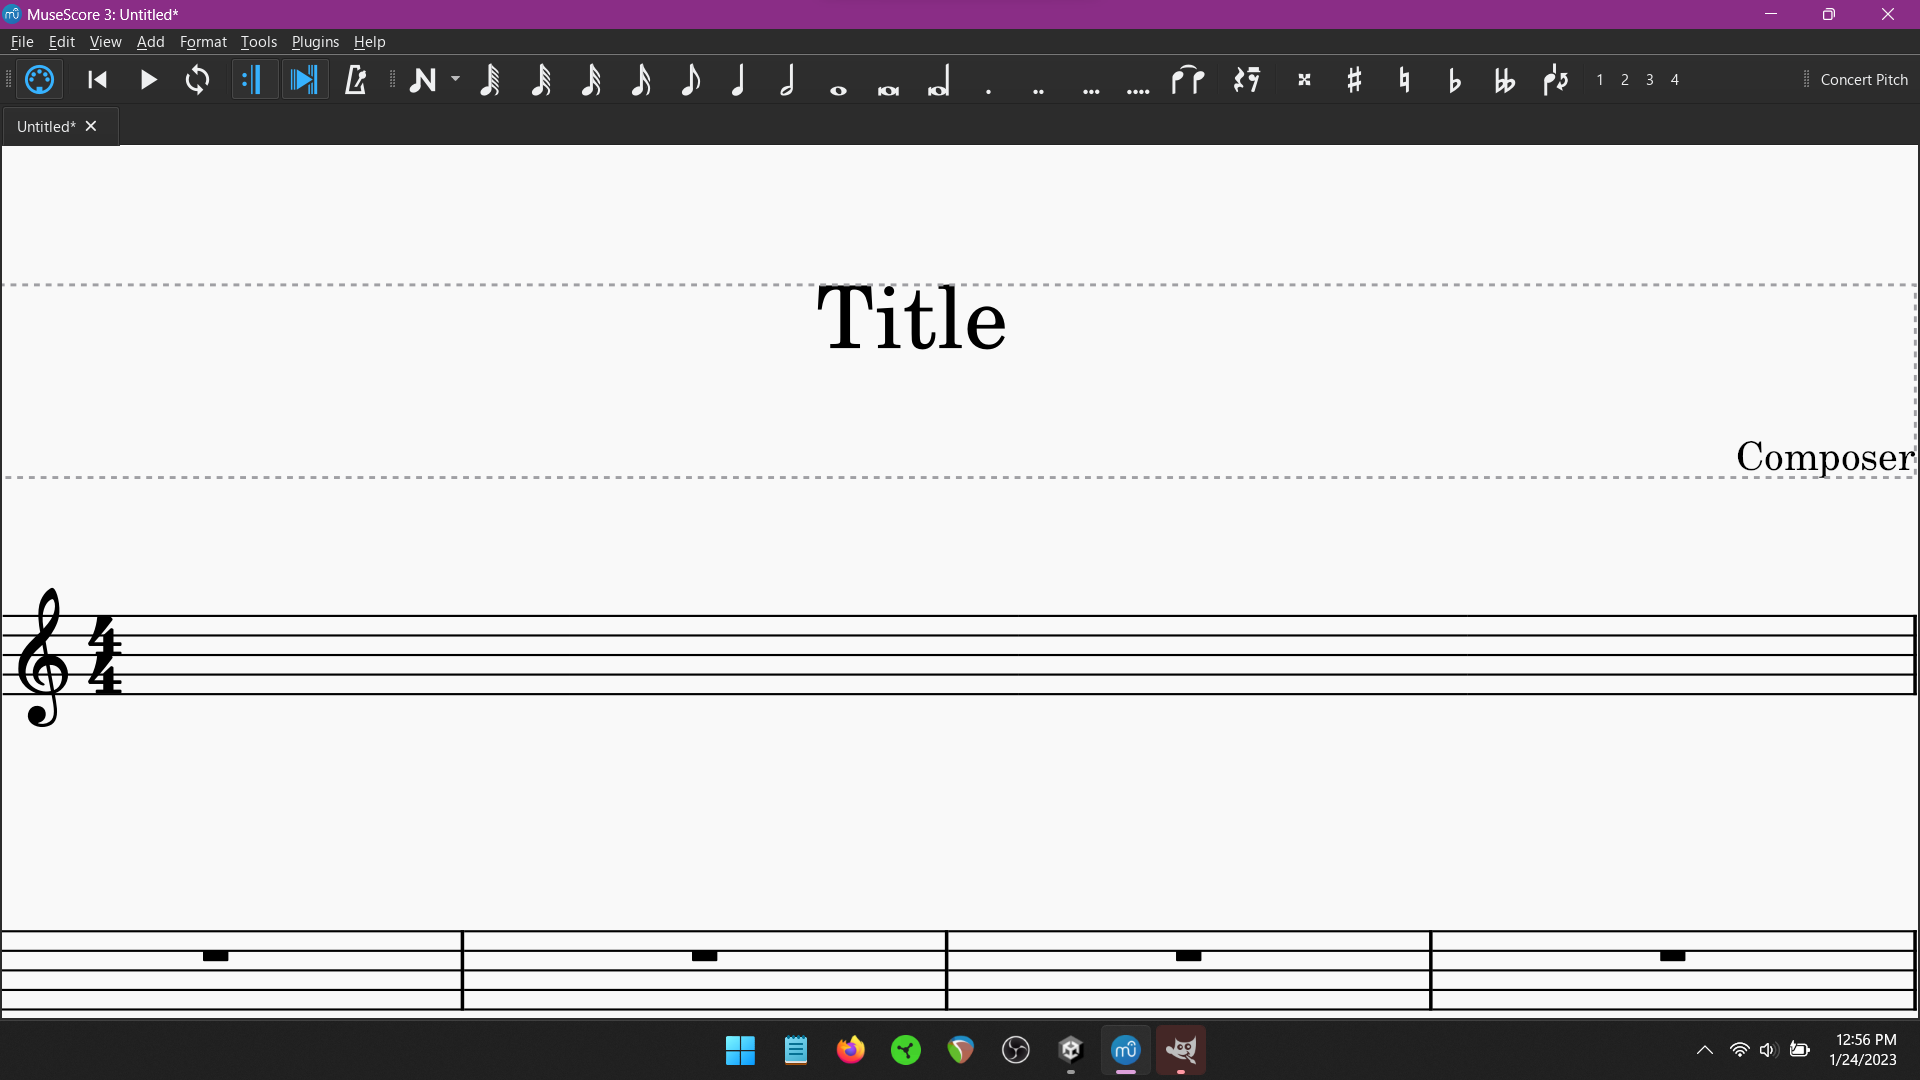 MuseScore 3: Untitled*
File Edit View Add Format Tools Plugins Help
1 2 3 4 Concert Pitch
Untitled*
Title
Composer
4
4
12:56 PM
1/24/2023